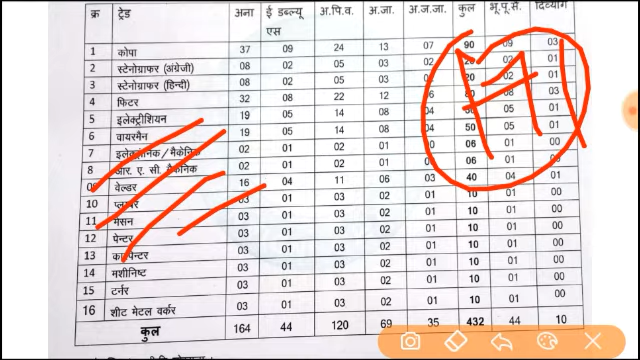 क्र ट्रेड अना ई डब्ल्यू एस अ.पि.व. अ.जा. अ.ज.जा. कुल भू.पू.सै. दिव्यांग
1 कोपा 37 09 24 13 07 90 09 03
2 स्टेनोग्राफर (अंग्रेजी) 08 02 05 03 02 20 02 01
3 स्टेनोग्राफर (हिन्दी) 08 02 05 03 02 20 02 01
4 फिटर 32 08 22 12 06 80 08 03
5 इलेक्ट्रीशियन 19 05 14 08 04 50 05 01
6 वायरमैन 19 05 14 08 04 50 05 01
7 इलेक्ट्रानिक/मैकेनिक 02 01 02 01 06 01 00
8 आर. ए. सी. मैकेनिक 02 01 02 01 06 01 00
09 वेल्डर 16 04 11 06 03 40 04 01
10 प्लम्बर 03 01 03 02 01 10 01 00
11 मेसन 03 01 03 02 01 10 01 00
12 पेन्टर 03 01 03 02 01 10 01 00
13 कारपेन्टर 03 01 03 02 01 10 01 00
14 मशीनिष्ट 03 01 03 02 01 10 01 00
15 टर्नर 03 01 03 02 01 10 01 00
16 शीट मेटल वर्कर 03 01 03 02 01 10 01 00
कुल 164 44 120 69 35 432 44 10